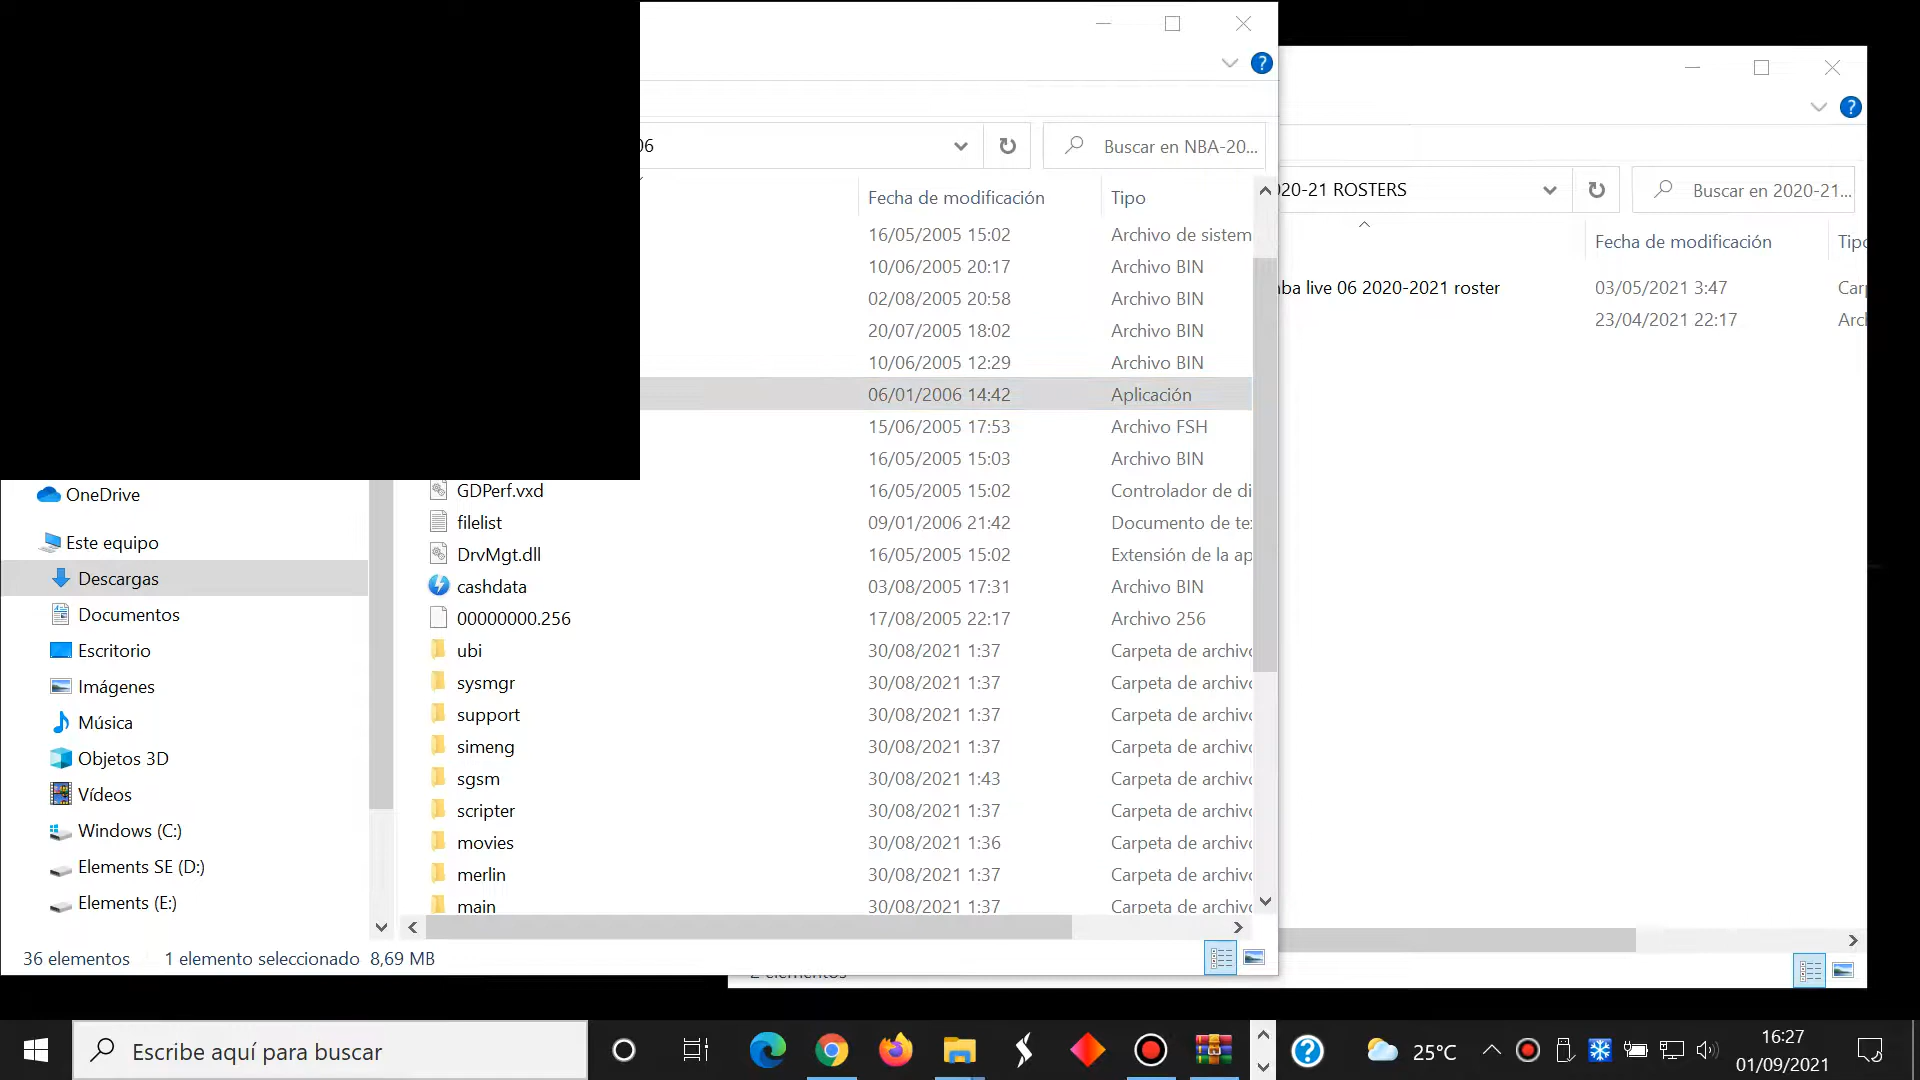 06
Buscar en NBA-20...
Fecha de modificación Tipo
16/05/2005 15:02 Archivo de sistem
10/06/2005 20:17 Archivo BIN
02/08/2005 20:58 Archivo BIN
20/07/2005 18:02 Archivo BIN
10/06/2005 12:29 Archivo BIN
06/01/2006 14:42 Aplicación
15/06/2005 17:53 Archivo FSH
16/05/2005 15:03 Archivo BIN
GDPerf.vxd 16/05/2005 15:02 Controlador de di
filelist 09/01/2006 21:42 Documento de te
DrvMgt.dll 16/05/2005 15:02 Extensión de la ap
cashdata 03/08/2005 17:31 Archivo BIN
00000000.256 17/08/2005 22:17 Archivo 256
ubi 30/08/2021 1:37 Carpeta de archivo
sysmgr 30/08/2021 1:37 Carpeta de archivo
support 30/08/2021 1:37 Carpeta de archivo
simeng 30/08/2021 1:37 Carpeta de archivo
sgsm 30/08/2021 1:43 Carpeta de archivo
scripter 30/08/2021 1:37 Carpeta de archivo
movies 30/08/2021 1:36 Carpeta de archivo
merlin 30/08/2021 1:37 Carpeta de archivo
main 30/08/2021 1:37 Carpeta de archivo
OneDrive
Este equipo
Descargas
Documentos
Escritorio
Imágenes
Música
Objetos 3D
Vídeos
Windows (C:)
Elements SE (D:)
Elements (E:)
36 elementos 1 elemento seleccionado 8,69 MB
20-21 ROSTERS
Buscar en 2020-21...
Fecha de modificación Tipo
nba live 06 2020-2021 roster 03/05/2021 3:47 Carp
23/04/2021 22:17 Arch
2 elementos
Escribe aquí para buscar
25°C
16:27
01/09/2021